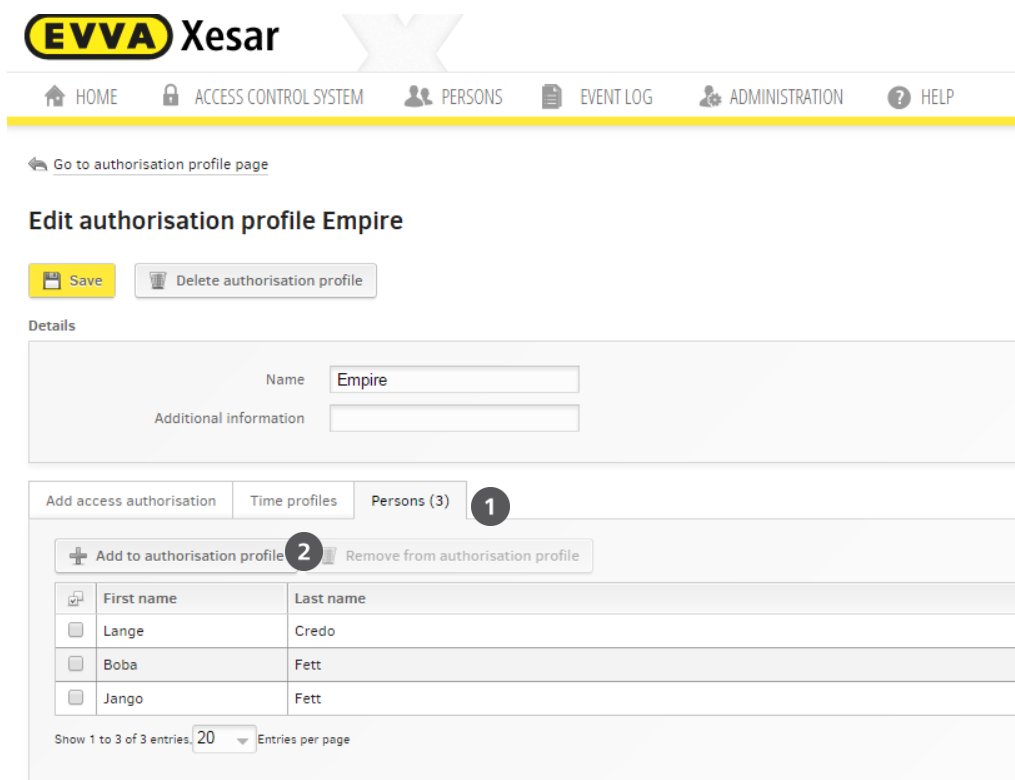 EVVA Xesar
HOME ACCESS CONTROL SYSTEM PERSONS EVENT LOG ADMINISTRATION ? HELP
Go to authorisation profile page
Edit authorisation profile Empire
Save Delete authorisation profile
Details
Name Empire
Additional information
Add access authorisation Time profiles Persons (3) 1
Add to authorisation profile 2 Remove from authorisation profile
First name Last name
Lange Credo
Boba Fett
Jango Fett
Show 1 to 3 of 3 entries, 20 Entries per page